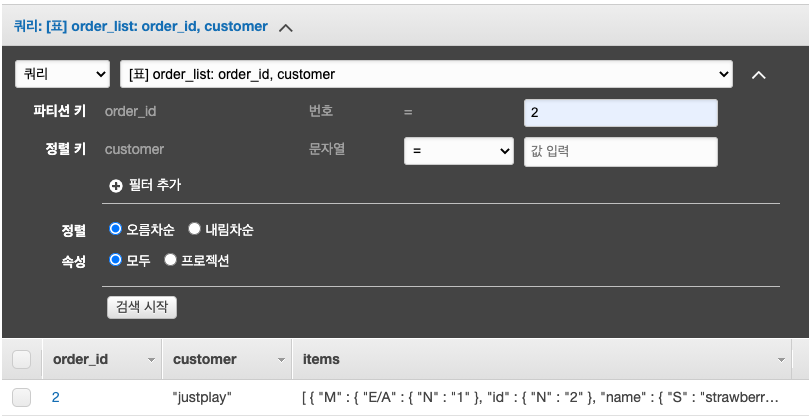 쿼리: [표] order_list: order_id, customer
쿼리 [표] order_list: order_id, customer
파티션 키 order_id 번호 = 2
정렬 키 customer 문자열 = 값 입력
필터 추가
정렬 오름차순 내림차순
속성 모두 프로젝션
검색 시작
order_id customer items
2 "justplay" [ { "M" : { "E/A" : { "N" : "1" }, "id" : { "N" : "2" }, "name" : { "S" : "strawberr...